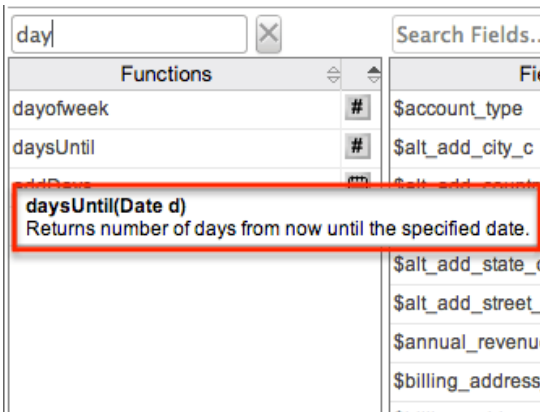 day
Search Fields..
Functions
dayofweek
#
$account_type
daysUntil
#
$alt_add_city_c
addDays
daysUntil(Date d)
Returns number of days from now until the specified date.
$alt_add_state_
$alt_add_street_
$annual_revenu
$billing_address